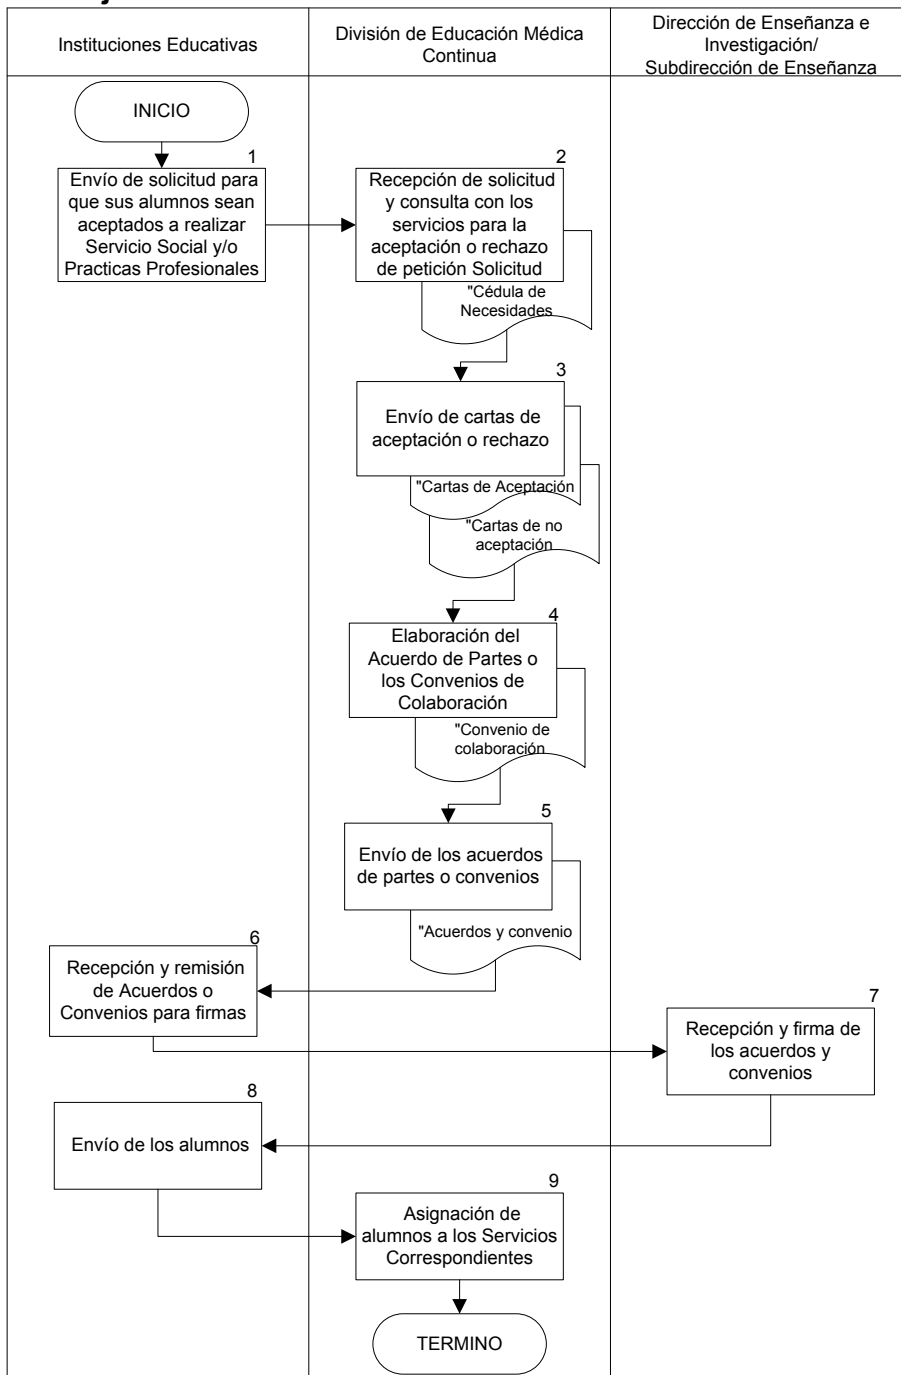 Instituciones Educativas
División de Educación Médica
Continua
Dirección de Enseñanza e
Investigación/
Subdirección de Enseñanza
INICIO
1
Envío de solicitud para
que sus alumnos sean
aceptados a realizar
Servicio Social y/o
Practicas Profesionales
2
Recepción de solicitud
y consulta con los
servicios para la
aceptación o rechazo
de petición Solicitud
"Cédula de
Necesidades
3
Envío de cartas de
aceptación o rechazo
"Cartas de Aceptación
"Cartas de no
aceptación
4
Elaboración del
Acuerdo de Partes o
los Convenios de
Colaboración
"Convenio de
colaboración
5
Envío de los acuerdos
de partes o convenios
"Acuerdos y convenio
6
Recepción y remisión
de Acuerdos o
Convenios para firmas
7
Recepción y firma de
los acuerdos y
convenios
8
Envío de los alumnos
9
Asignación de
alumnos a los Servicios
Correspondientes
TERMINO